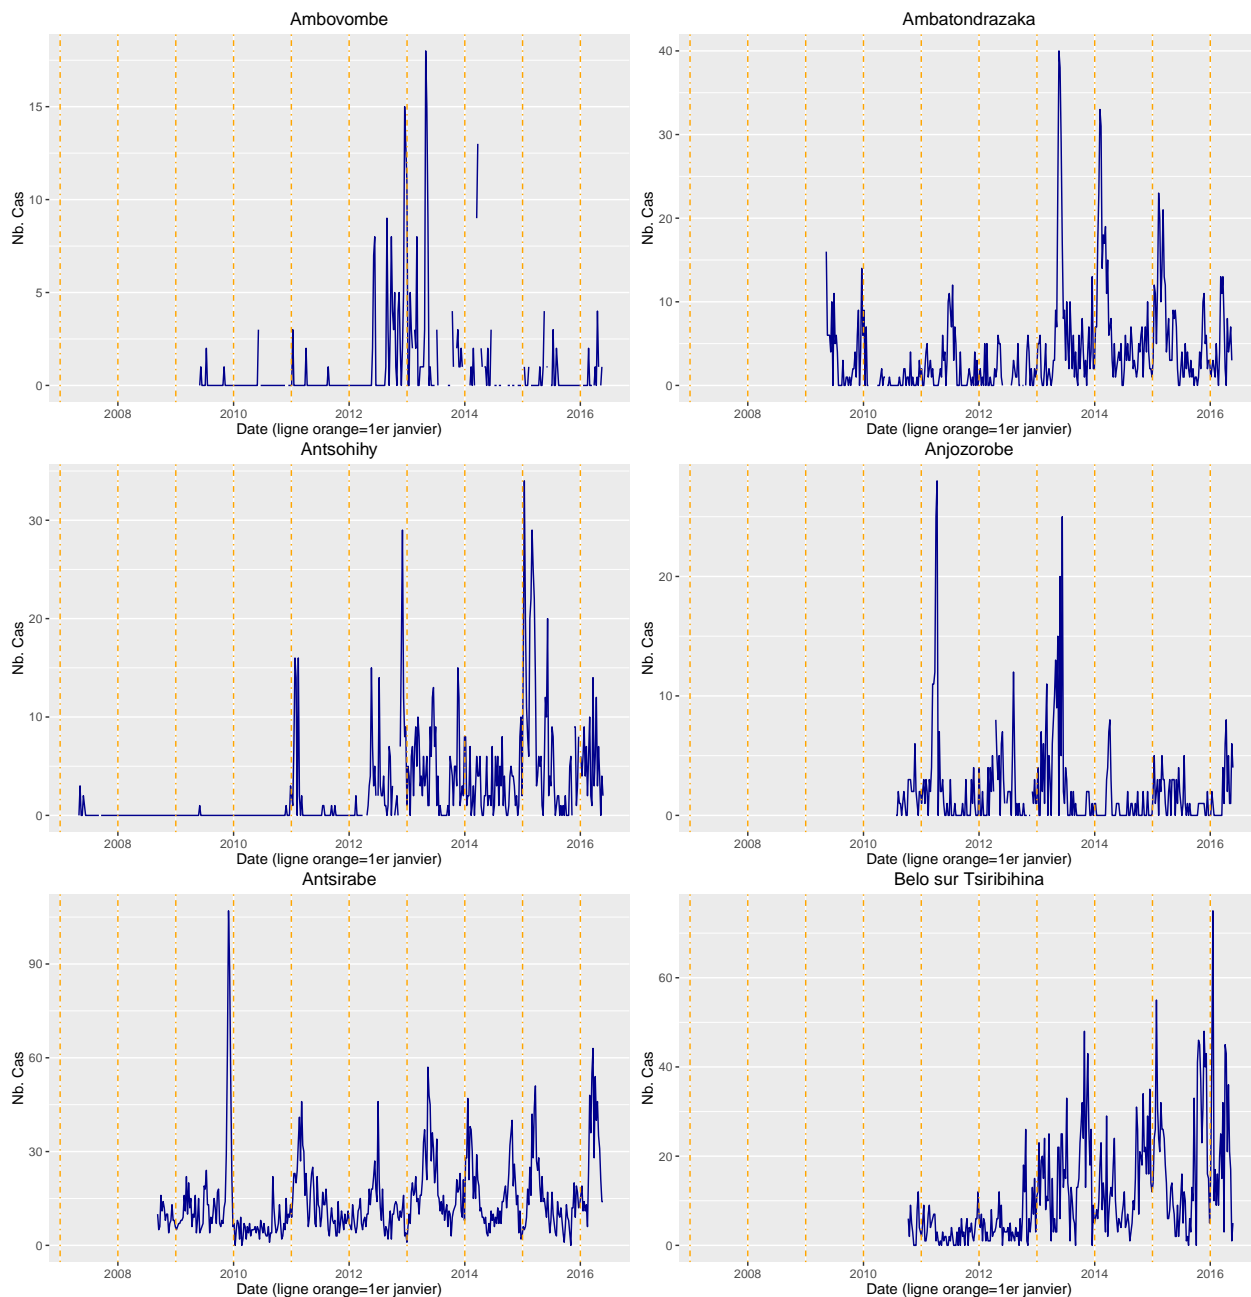 Ambovombe
Nb. Cas
15
10
5
0
2008 2010 2012 2014 2016
Date (ligne orange=1er janvier)
Ambatondrazaka
Nb. Cas
40
30
20
10
0
2008 2010 2012 2014 2016
Date (ligne orange=1er janvier)
Antsohihy
Nb. Cas
30
20
10
0
2008 2010 2012 2014 2016
Date (ligne orange=1er janvier)
Anjozorobe
Nb. Cas
20
10
0
2008 2010 2012 2014 2016
Date (ligne orange=1er janvier)
Antsirabe
Nb. Cas
90
60
30
0
2008 2010 2012 2014 2016
Date (ligne orange=1er janvier)
Belo sur Tsiribihina
Nb. Cas
60
40
20
0
2008 2010 2012 2014 2016
Date (ligne orange=1er janvier)